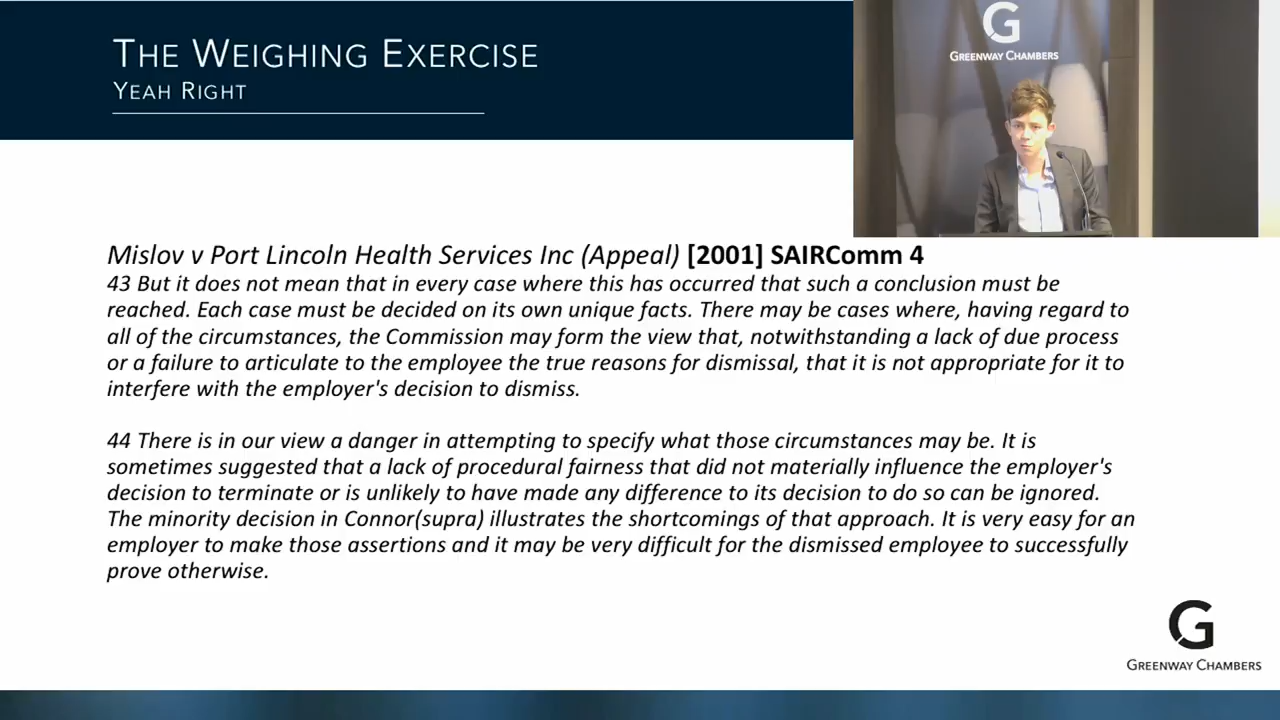 THE WEIGHING EXERCISE
YEAH RIGHT
G
GREENWAY CHAMBERS
Mislov v Port Lincoln Health Services Inc (Appeal) [2001] SAIRComm 4
43 But it does not mean that in every case where this has occurred that such a conclusion must be
reached. Each case must be decided on its own unique facts. There may be cases where, having regard to
all of the circumstances, the Commission may form the view that, notwithstanding a lack of due process
or a failure to articulate to the employee the true reasons for dismissal, that it is not appropriate for it to
interfere with the employer's decision to dismiss.
44 There is in our view a danger in attempting to specify what those circumstances may be. It is
sometimes suggested that a lack of procedural fairness that did not materially influence the employer's
decision to terminate or is unlikely to have made any difference to its decision to do so can be ignored.
The minority decision in Connor(supra) illustrates the shortcomings of that approach. It is very easy for an
employer to make those assertions and it may be very difficult for the dismissed employee to successfully
prove otherwise.
G
GREENWAY CHAMBERS